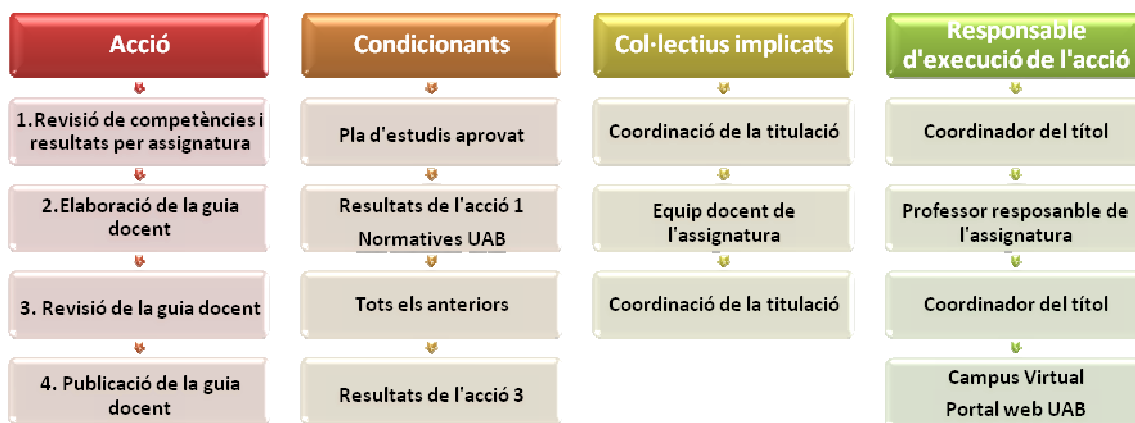 Acció
Condicionants
Col·lectius implicats
Responsable
d'execució de l'acció
1.Revisió de competències i
resultats per assignatura
Pla d'estudis aprovat
Coordinació de la titulació
Coordinador del títol
2.Elaboració de la guia
docent
Resultats de l'acció 1
Normatives UAB
Equip docent de
l'assignatura
Professor resposanble de
l'assignatura
3. Revisió de la guia docent
Tots els anteriors
Coordinació de la titulació
Coordinador del títol
4. Publicació de la guia
docent
Resultats de l'acció 3
Campus Virtual
Portal web UAB